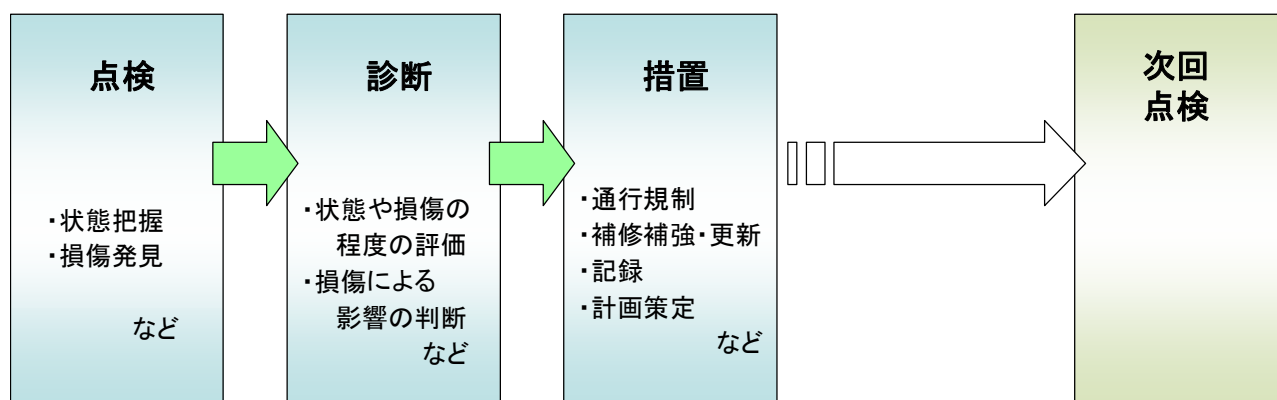 点検
・状態把握
・損傷発見
など
診断
・状態や損傷の
程度の評価
・損傷による
影響の判断
など
措置
・通行規制
・補修補強・更新
・記録
・計画策定
など
次回
点検